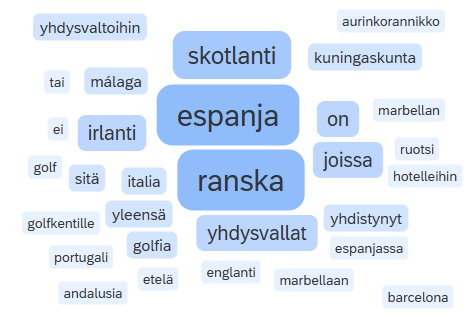 aurinkorannikko
yhdysvaltoihin
skotlanti
kuningaskunta
tai
málaga
espanja
marbellan
on
ei
irlanti
ruotsi
joissa
golf
hotelleihin
sitä
italia
ranska
yleensä
yhdistynyt
golfkentille
yhdysvallat
golfia
espanjassa
portugali
englanti
etelä
marbellaan
andalusia
barcelona